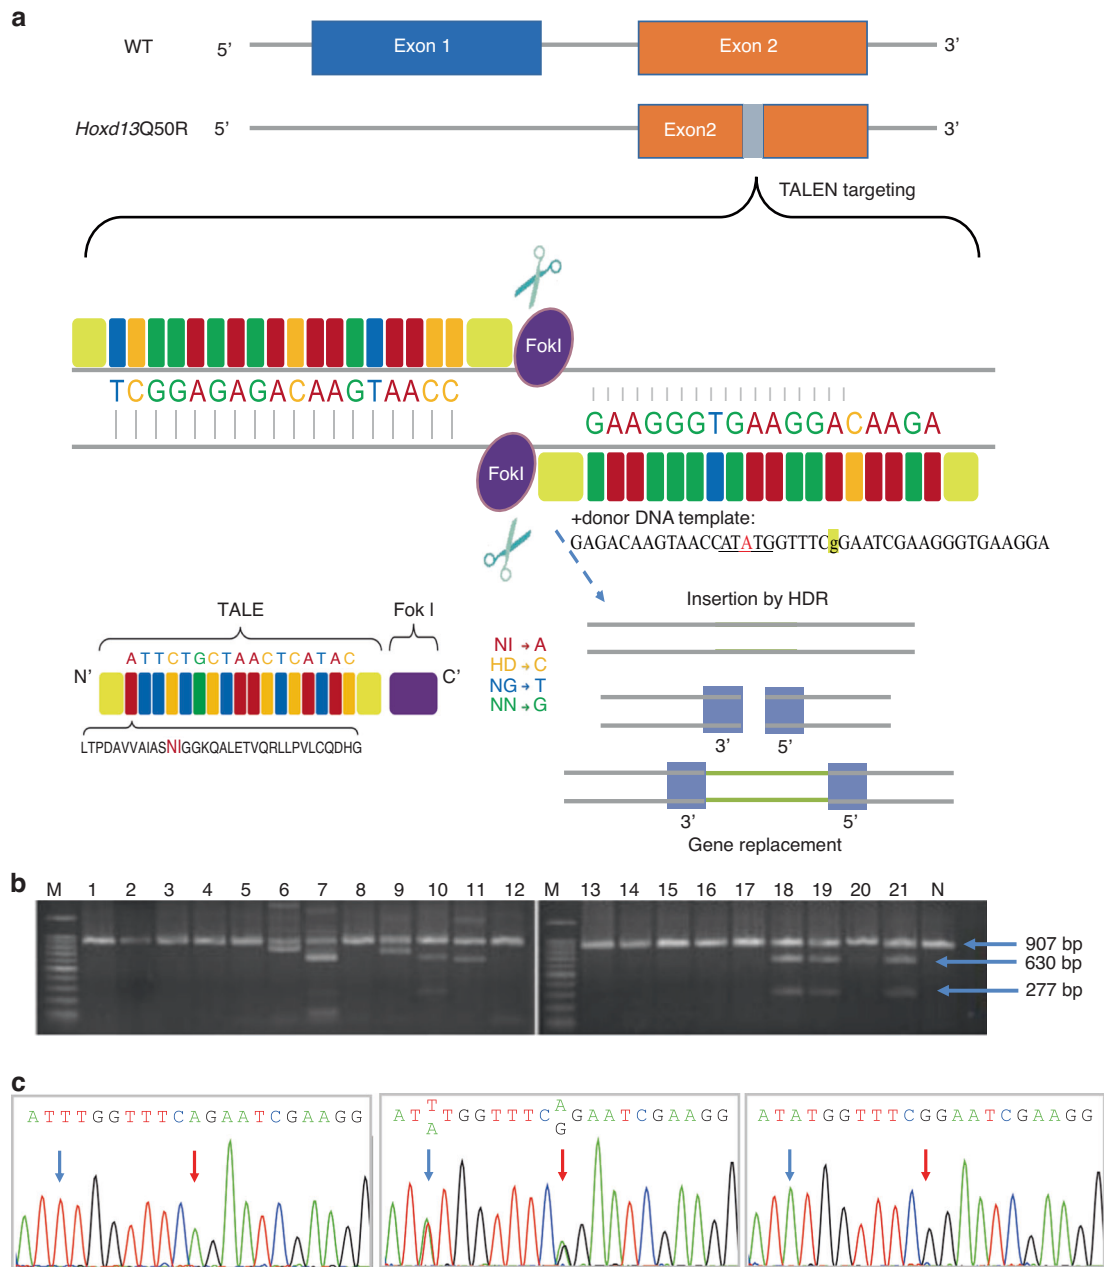 a
WT 5’ Exon 1 Exon 2 3’
Hoxd13Q50R 5’ Exon2 3’
TALEN targeting
FokI
TCGGAGAGACAAGTAACC
GAAGGGTGAAGGACAAGA
FokI
+donor DNA template:
GAGACAAGTAACCATATGGTTTCgGAATCGAAGGGTGAAGGA
TALE Fok I
N’ ATTCTGCTAACTCATAC C’
LTPDAVVAIASNIGGKQALETVQRLLPVLCQDHG
NI → A
HD → C
NG → T
NN → G
Insertion by HDR
3’ 5’
3’ 5’
Gene replacement
b
M 1 2 3 4 5 6 7 8 9 10 11 12 M 13 14 15 16 17 18 19 20 21 N
907 bp
630 bp
277 bp
c
ATTTGGTTTCAGAATCGAAGG
T A
AT TGGTTTC GAATCGAAGG
A G
ATATGGTTTCGGAATCGAAGG